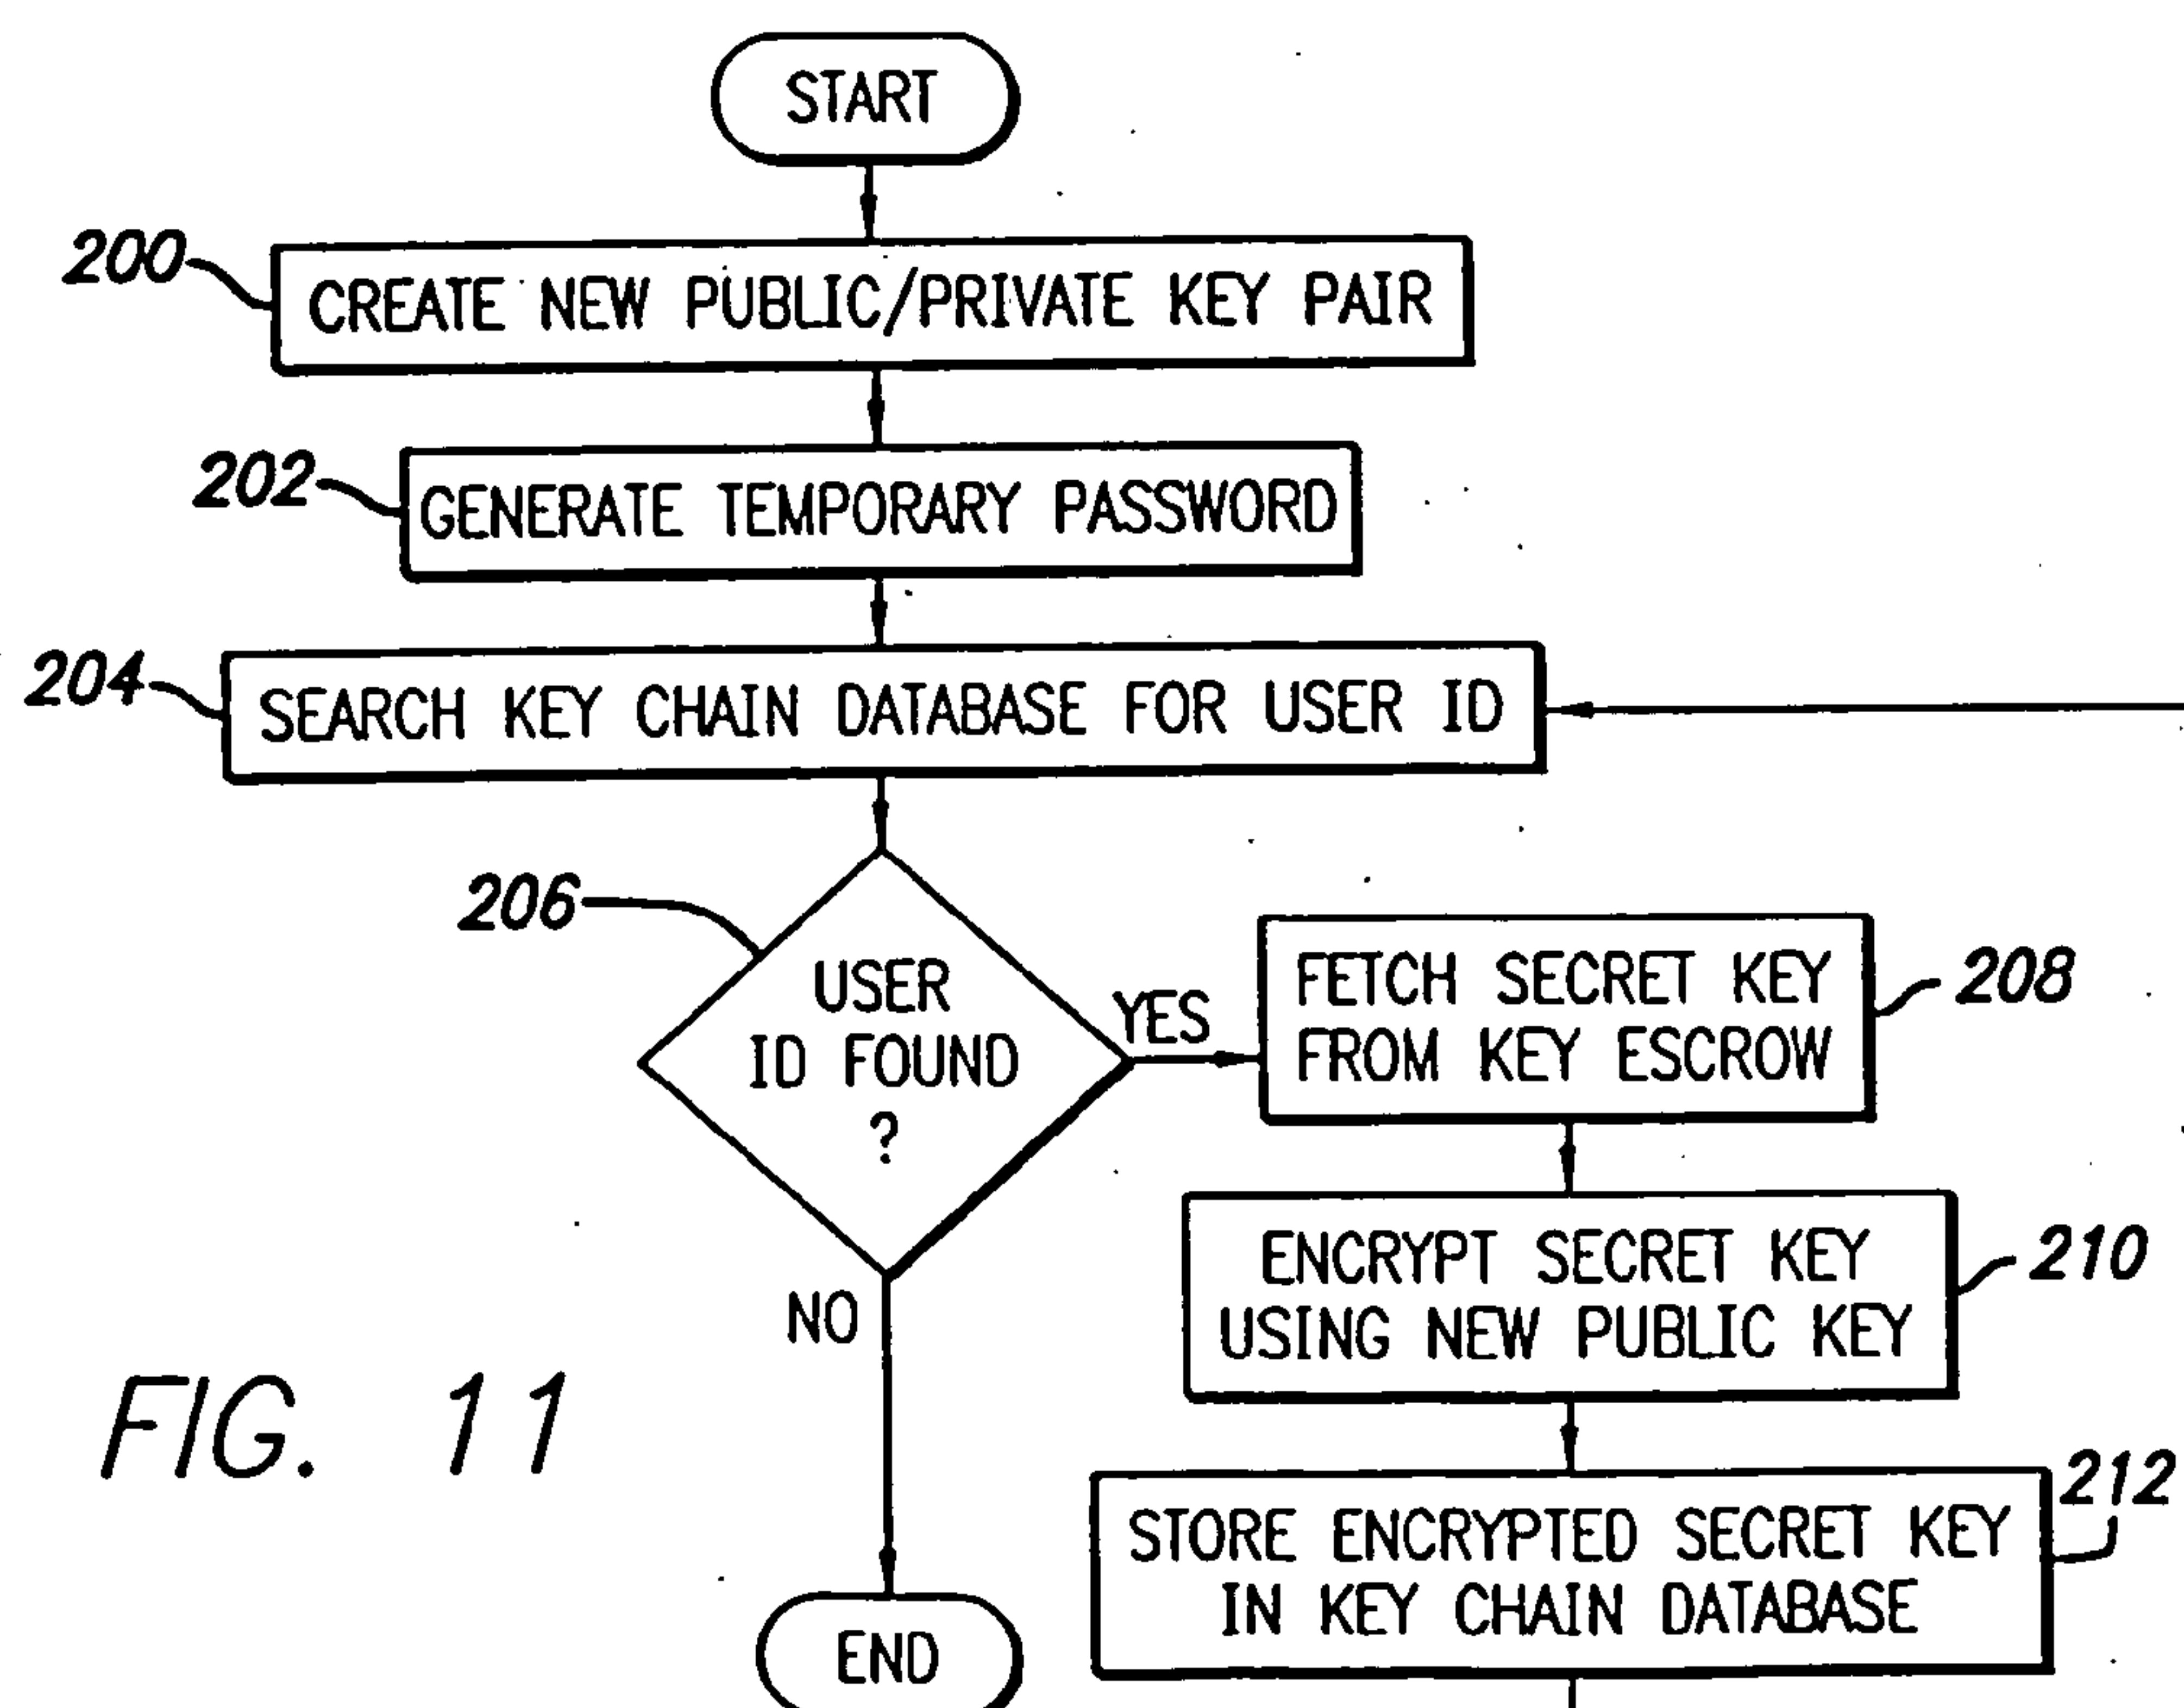 START
200
CREATE NEW PUBLIC/PRIVATE KEY PAIR
202
GENERATE TEMPORARY PASSWORD
204
SEARCH KEY CHAIN DATABASE FOR USER ID
206
USER
ID FOUND
?
YES
FETCH SECRET KEY
FROM KEY ESCROW
208
ENCRYPT SECRET KEY
USING NEW PUBLIC KEY
210
NO
FIG. 11
STORE ENCRYPTED SECRET KEY
IN KEY CHAIN DATABASE
212
END